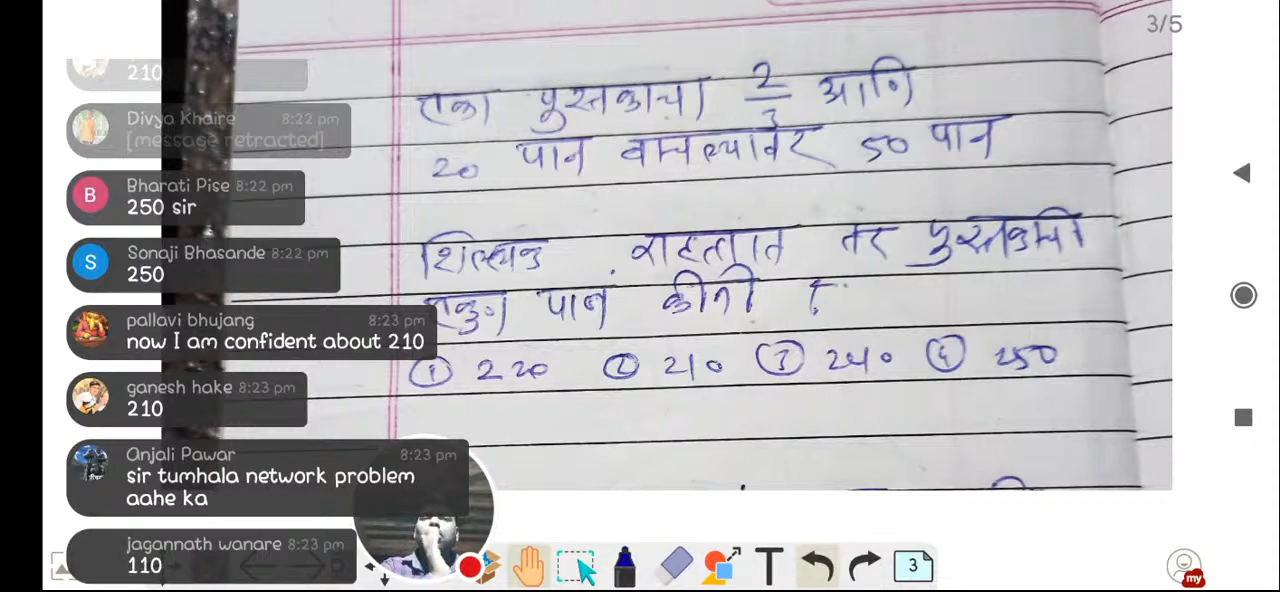 3/5
210
Divya Khaire 8:22 pm
[message retracted]
Bharati Pise 8:22 pm
250 sir
Sonaji Bhasande 8:22 pm
250
pallavi bhujang 8:23 pm
now I am confident about 210
ganesh hake 8:23 pm
210
Anjali Pawar 8:23 pm
sir tumhala network problem
aahe ka
jagannath wanare 8:23 pm
110
एका पुस्तकाचा 2/3 आणि
20 पान वाचल्यावर 50 पान
शिल्लक राहतात तर पुस्तकाची
एकुण पानं कीती ?
① 220 ② 210 ③ 240 ④ 250
T
3
my